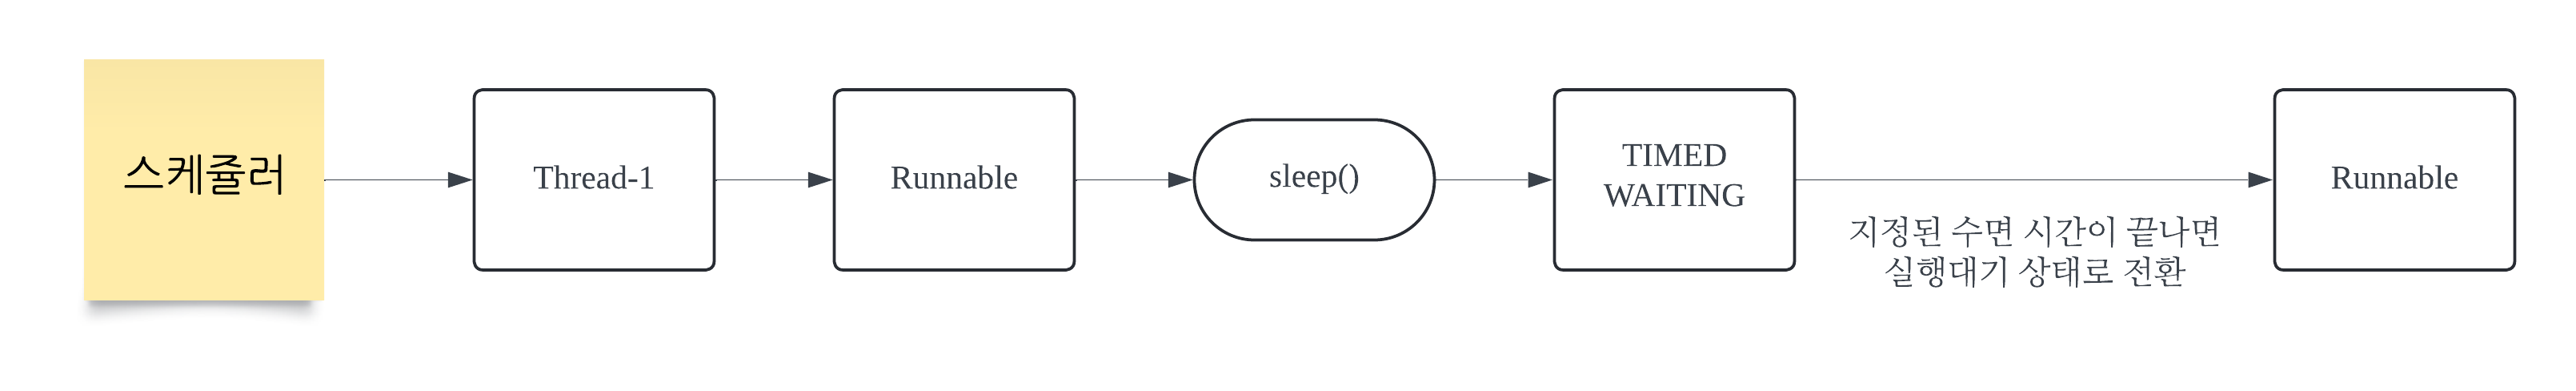 스케쥴러
Thread-1
Runnable
sleep()
TIMED
WAITING
지정된 수면 시간이 끝나면
실행대기 상태로 전환
Runnable